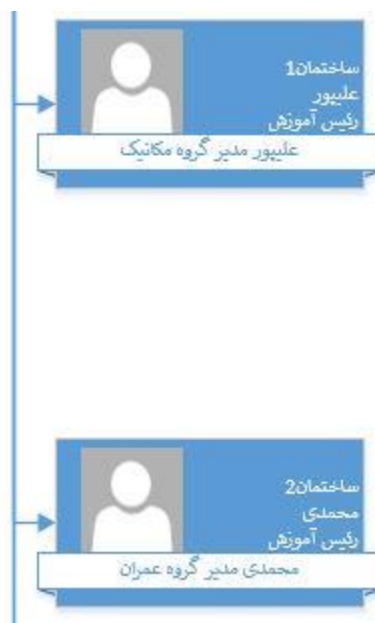 ساختمان1
علیپور
رئیس آموزش
علیپور مدیر گروه مکانیک
ساختمان2
محمدی
رئیس آموزش
محمدی مدیر گروه عمران